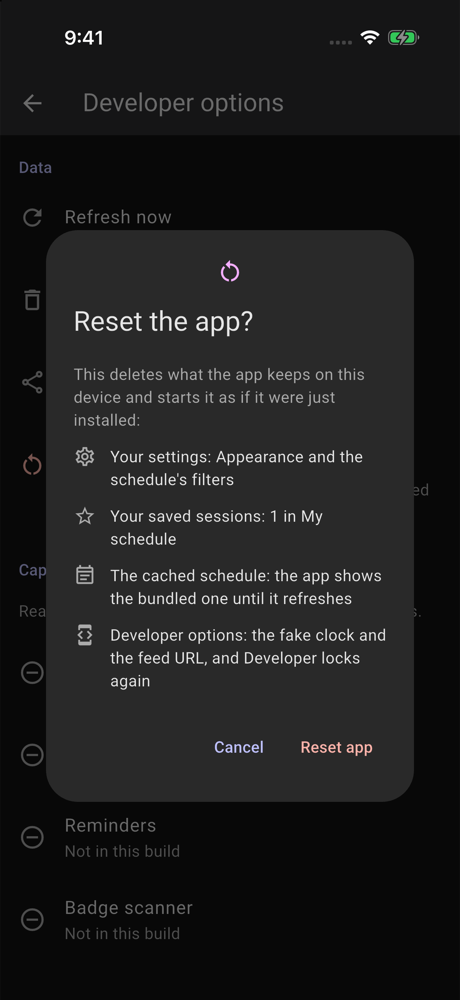 9:41
Developer options
Data
Refresh now
Reset the app?
This deletes what the app keeps on this
device and starts it as if it were just
installed:
Your settings: Appearance and the
schedule's filters
ed
Your saved sessions: 1 in My
schedule
Cap
The cached schedule: the app shows
the bundled one until it refreshes
Rea
s.
Developer options: the fake clock and
the feed URL, and Developer locks
again
Cancel
Reset app
Reminders
Not in this build
Badge scanner
Not in this build